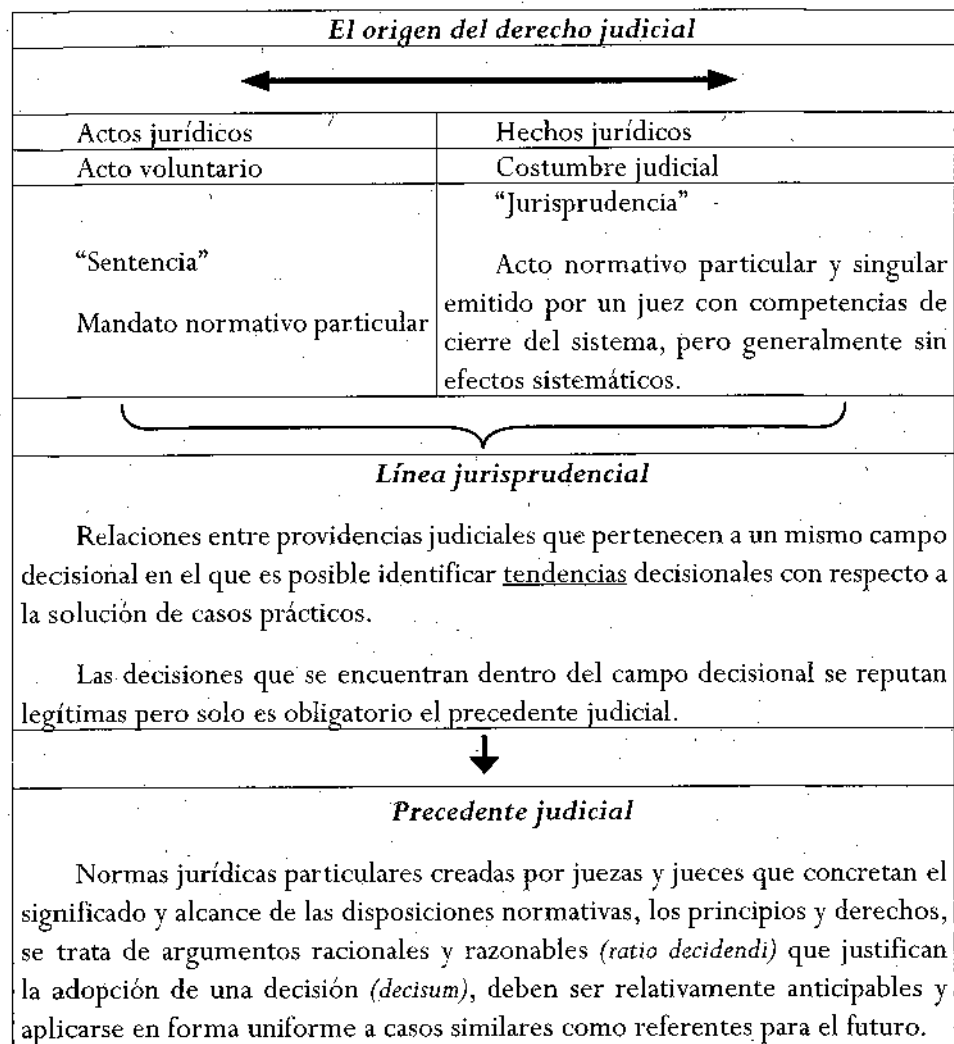 El origen del derecho judicial
Actos jurídicos
Hechos jurídicos
Acto voluntario
Costumbre judicial
“Sentencia”
Mandato normativo particular
“Jurisprudencia”
Acto normativo particular y singular
emitido por un juez con competencias de
cierre del sistema, pero generalmente sin
efectos sistemáticos.
Línea jurisprudencial
Relaciones entre providencias judiciales que pertenecen a un mismo campo
decisional en el que es posible identificar tendencias decisionales con respecto a
la solución de casos prácticos.
Las decisiones que se encuentran dentro del campo decisional se reputan
legítimas pero solo es obligatorio el precedente judicial.
Precedente judicial
Normas jurídicas particulares creadas por juezas y jueces que concretan el
significado y alcance de las disposiciones normativas, los principios y derechos,
se trata de argumentos racionales y razonables (ratio decidendi) que justifican
la adopción de una decisión (decisum), deben ser relativamente anticipables y
aplicarse en forma uniforme a casos similares como referentes para el futuro.